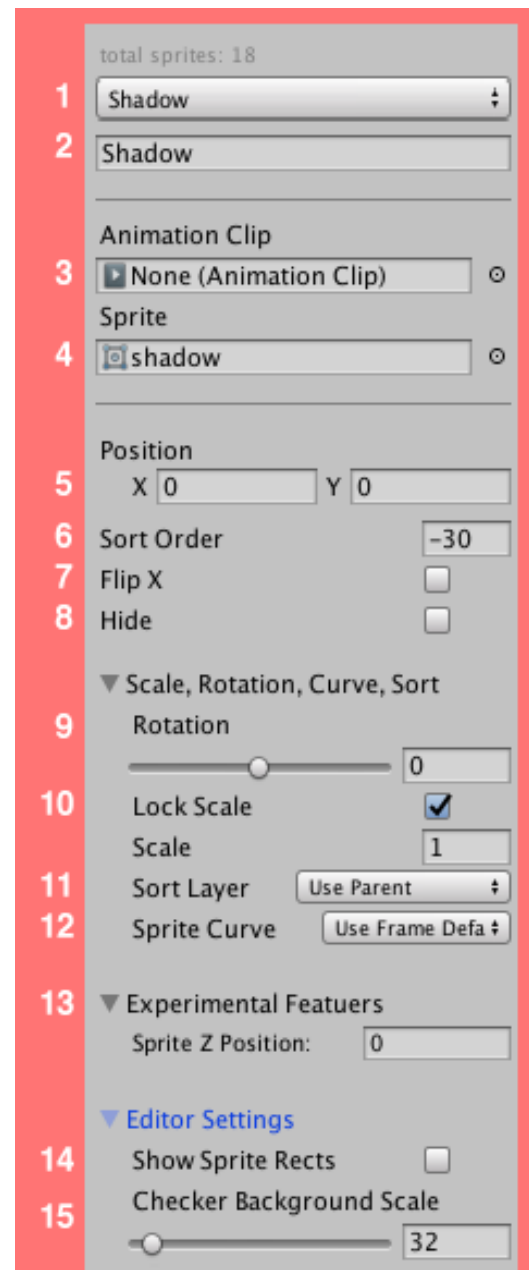 total sprites: 18
1 Shadow
2 Shadow
Animation Clip
3 None (Animation Clip)
Sprite
4 shadow
Position
5 X 0 Y 0
6 Sort Order -30
7 Flip X
8 Hide
Scale, Rotation, Curve, Sort
9 Rotation
0
10 Lock Scale
Scale 1
11 Sort Layer Use Parent
12 Sprite Curve Use Frame Defa
13 Experimental Featuers
Sprite Z Position: 0
Editor Settings
14 Show Sprite Rects
15 Checker Background Scale
32